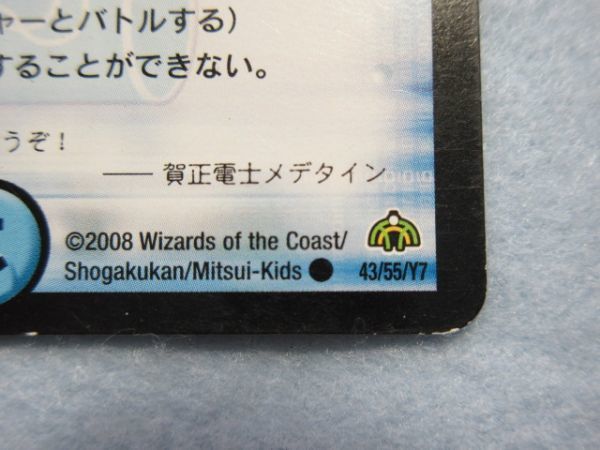 ャーとバトルする)
することができない。
うぞ!
—— 賀正電士メデタイン
©2008 Wizards of the Coast/
Shogakukan/Mitsui-Kids ● 43/55/Y7